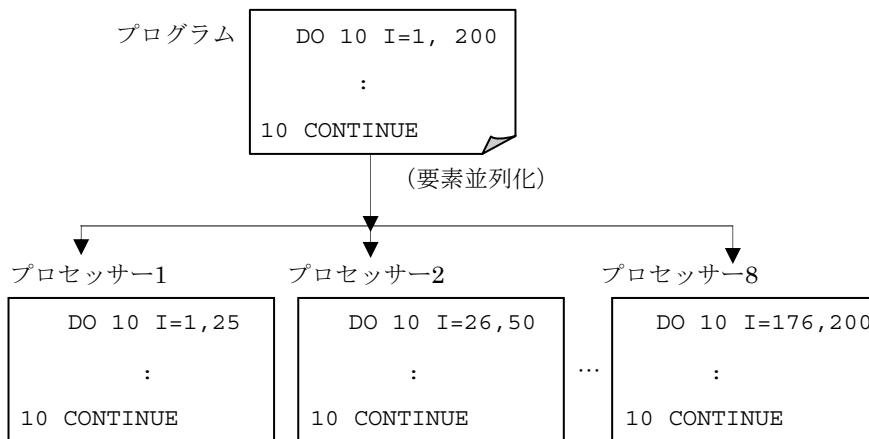 プログラム
DO 10 I=1, 200
:
10 CONTINUE
(要素並列化)
プロセッサー1
プロセッサー2
プロセッサー8
DO 10 I=1,25
:
10 CONTINUE
DO 10 I=26,50
:
10 CONTINUE
…
DO 10 I=176,200
:
10 CONTINUE